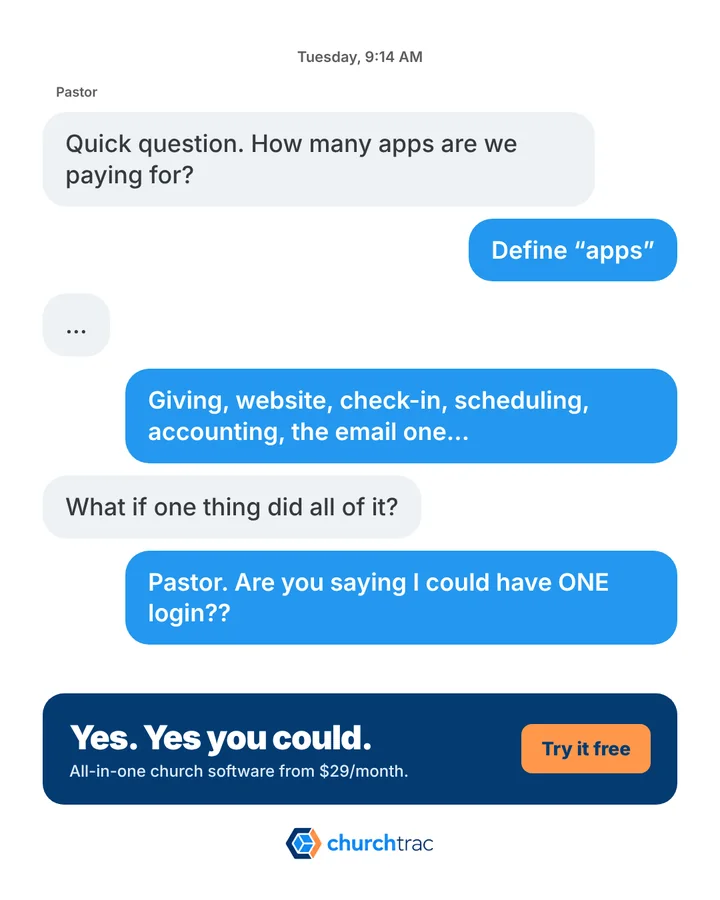 Tuesday, 9:14 AM
Pastor
Quick question. How many apps are we
paying for?
Define “apps”
...
Giving, website, check-in, scheduling,
accounting, the email one...
What if one thing did all of it?
Pastor. Are you saying I could have ONE
login??
Yes. Yes you could.
All-in-one church software from $29/month.
Try it free
churchtrac